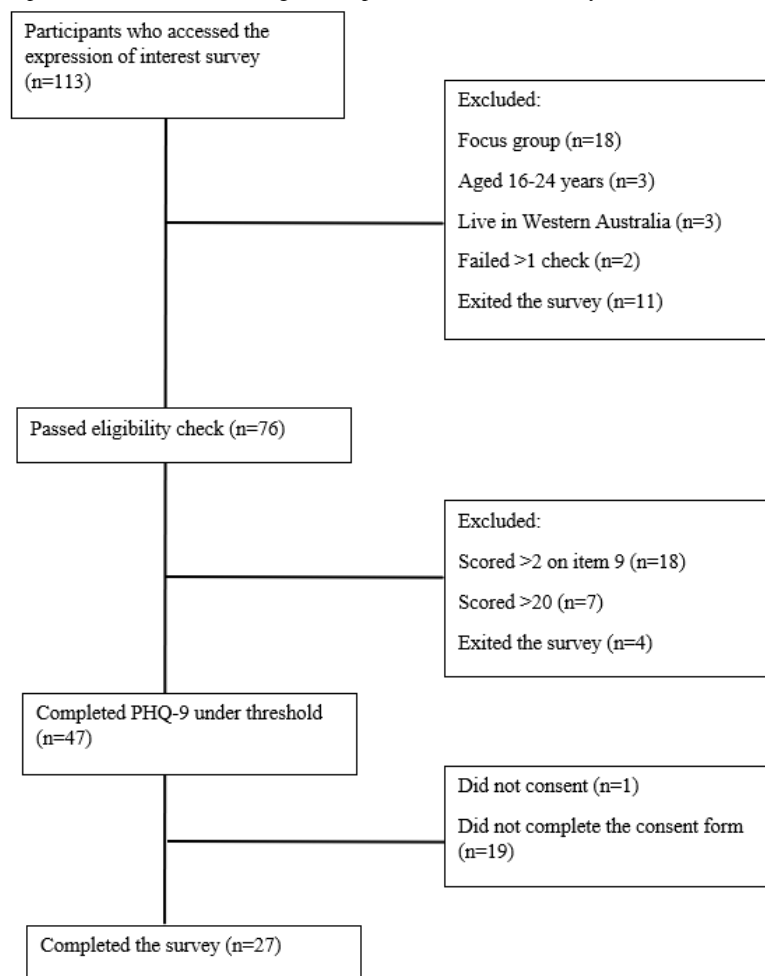 Participants who accessed the
expression of interest survey
(n=113)
Excluded:
Focus group (n=18)
Aged 16-24 years (n=3)
Live in Western Australia (n=3)
Failed >1 check (n=2)
Exited the survey (n=11)
Passed eligibility check (n=76)
Excluded:
Scored >2 on item 9 (n=18)
Scored >20 (n=7)
Exited the survey (n=4)
Completed PHQ-9 under threshold
(n=47)
Did not consent (n=1)
Did not complete the consent form
(n=19)
Completed the survey (n=27)